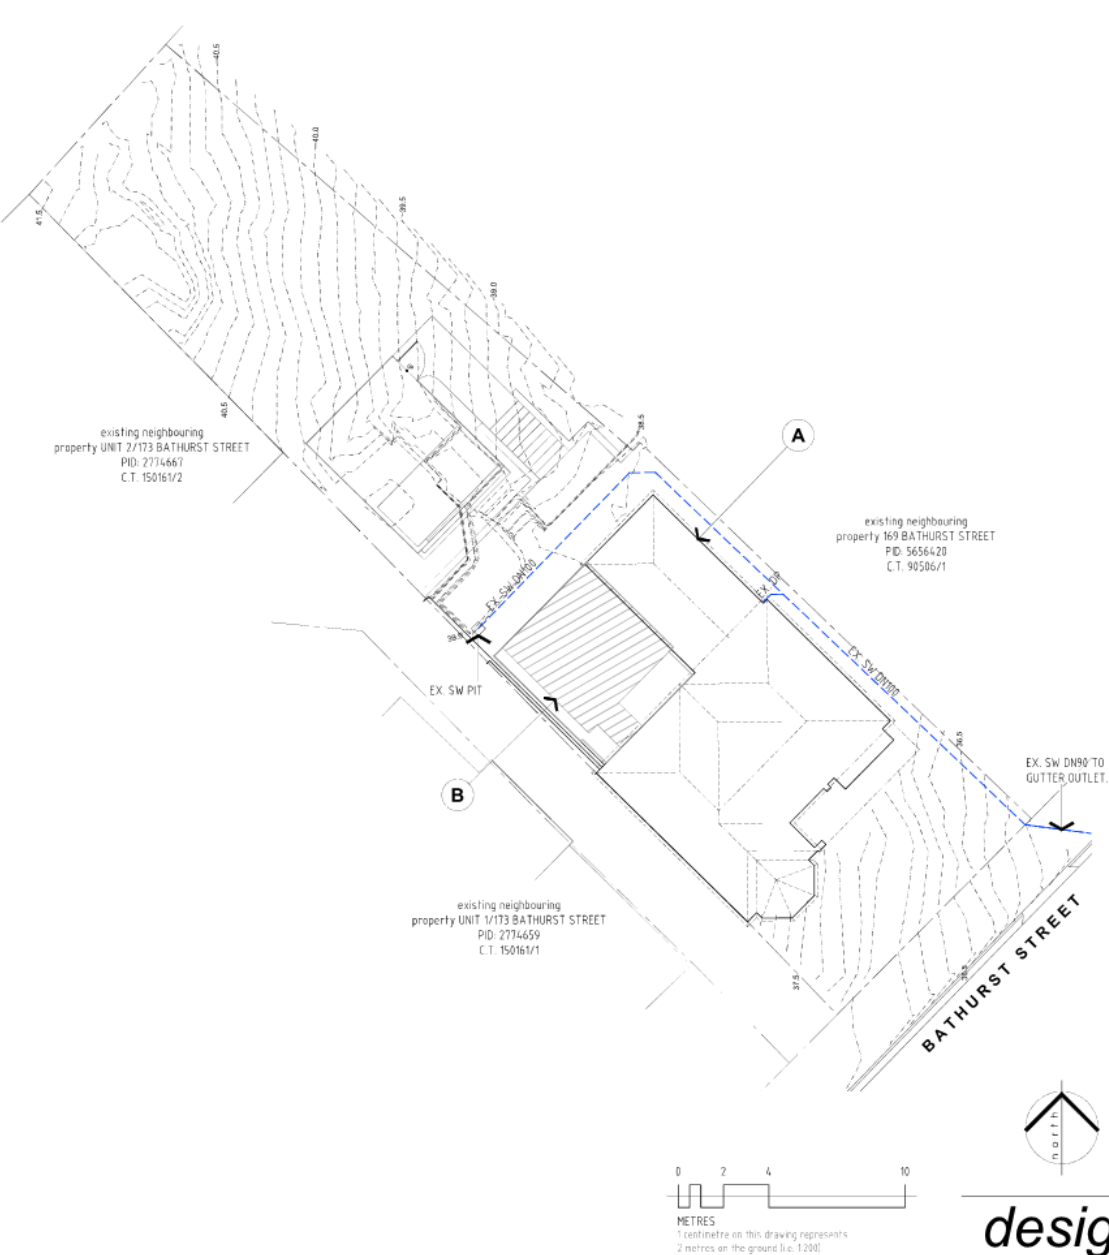 40.5
40.0
39.5
41.5
39.0
40.5
38.5
existing neighbouring
property UNIT 2/173 BATHURST STREET
PID: 2774667
C.T. 150161/2
A
existing neighbouring
property 169 BATHURST STREET
PID: 5656420
C.T. 90506/1
EX. SW DN100
EX. DP
EX. SW PIT
EX. SW DN100
36.5
EX. SW DN90 TO
GUTTER OUTLET.
B
existing neighbouring
property UNIT 1/173 BATHURST STREET
PID: 2774659
C.T. 150161/1
37.5
BATHURST STREET
north
0 2 4 10
METRES
1 centimetre on this drawing represents
2 metres on the ground (i.e. 1:200).
desig